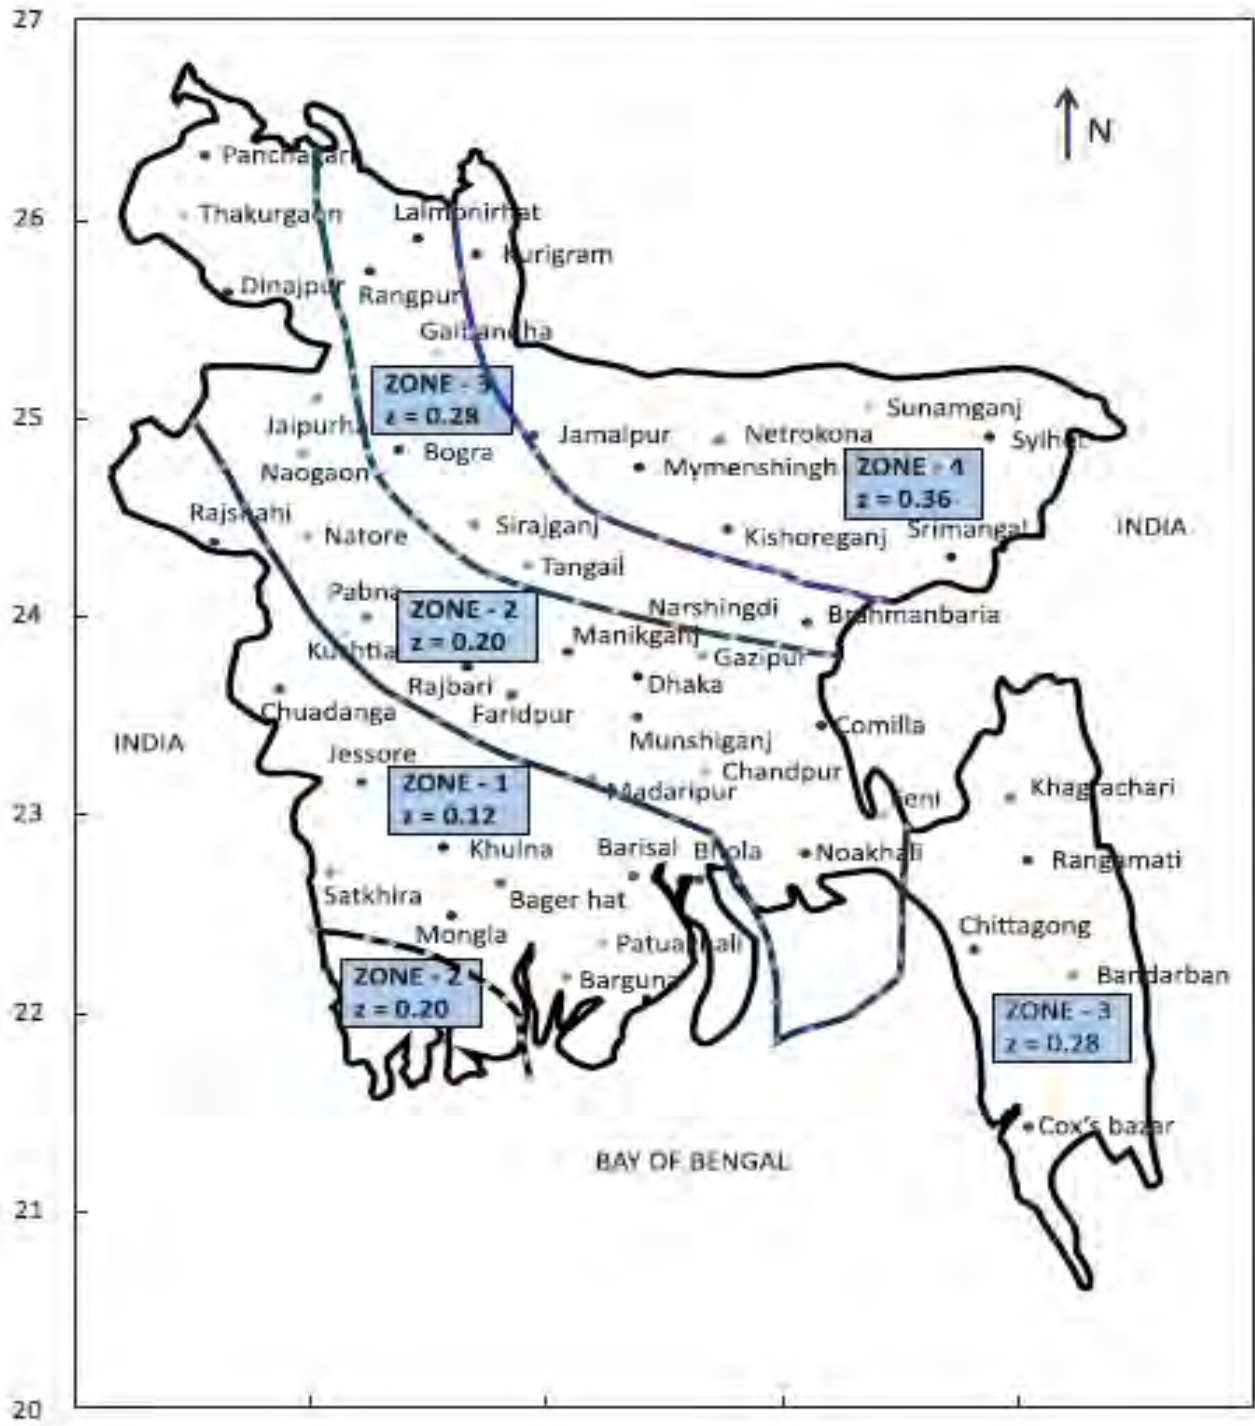 27
N
Panchagarh
26
Thakurgaon
Lalmonirhat
Kurigram
Dinajpur
Rangpur
Gaibandha
ZONE - 3
z = 0.28
25
Sunamganj
Jaipurha
Jamalpur
Netrokona
Sylhet
Bogra
Naogaon
Mymenshingh
ZONE - 4
z = 0.36
Rajshahi
Natore
Sirajganj
Kishoreganj
Srimangal
INDIA
Tangail
Pabna
ZONE - 2
z = 0.20
24
Narshingdi
Brahmanbaria
Manikganj
Kushtia
Gazipur
Rajbari
Dhaka
Chuadanga
Faridpur
Comilla
INDIA
Munshiganj
Jessore
Chandpur
ZONE - 1
z = 0.12
Madaripur
Khagrachari
Feni
23
Khulna
Barisal
Bhola
Noakhali
Rangamati
Satkhira
Bager hat
Chittagong
Mongla
Patuakhali
ZONE - 2
z = 0.20
Barguna
Bandarban
22
ZONE - 3
z = 0.28
Cox's bazar
BAY OF BENGAL
21
20